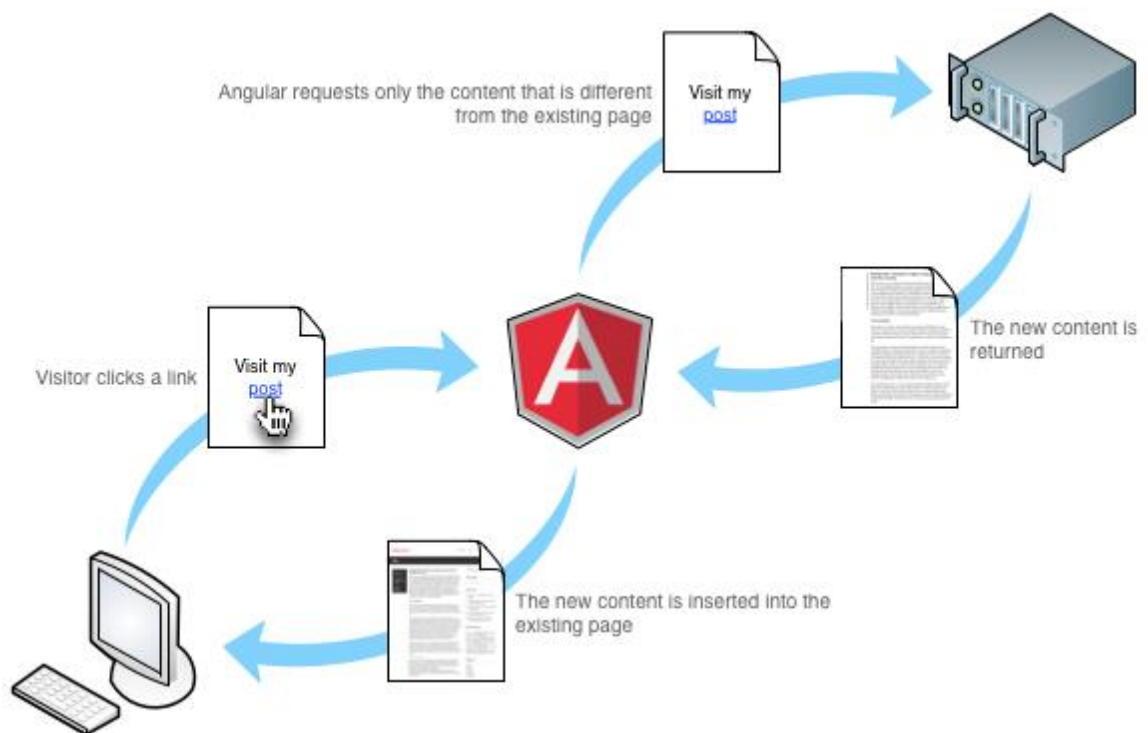 Angular requests only the content that is different
from the existing page
Visit my
post
The new content is
returned
Visitor clicks a link
Visit my
post
A
The new content is inserted into the
existing page